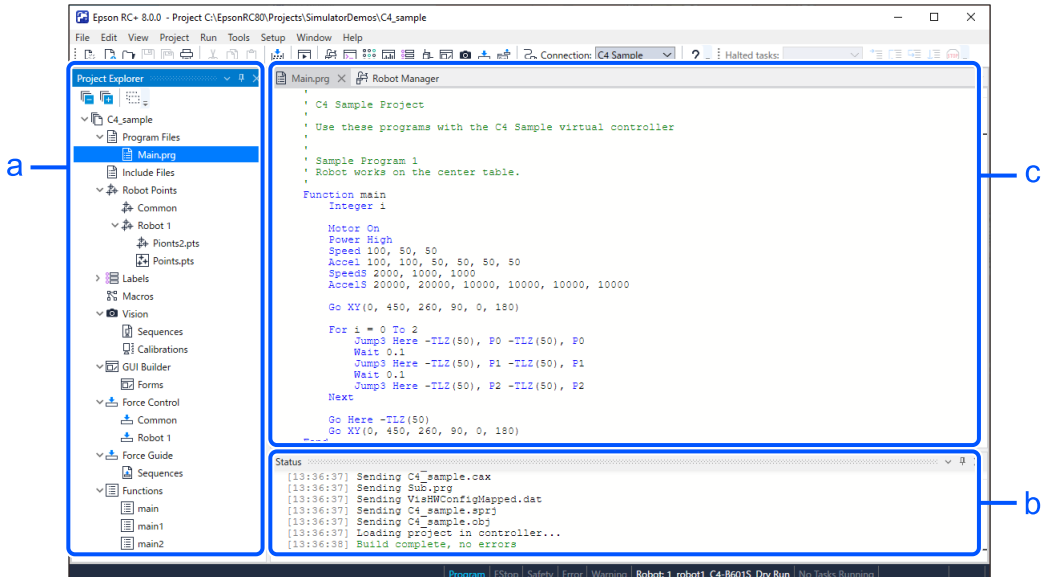 Epson RC+ 8.0.0 - Project C:\EpsonRC80\Projects\SimulatorDemos\C4_sample
File Edit View Project Run Tools Setup Window Help
Connection: C4 Sample ? Halted tasks:
Project Explorer
C4_sample
Program Files
Main.prg
Include Files
Robot Points
Common
Robot 1
Pionts2.pts
Points.pts
Labels
Macros
Vision
Sequences
Calibrations
GUI Builder
Forms
Force Control
Common
Robot 1
Force Guide
Sequences
Functions
main
main1
main2
a
Main.prg Robot Manager
'
' C4 Sample Project
'
' Use these programs with the C4 Sample virtual controller
'
'
' Sample Program 1
' Robot works on the center table.
'
Function main
Integer i
Motor On
Power High
Speed 100, 50, 50
Accel 100, 100, 50, 50, 50, 50
SpeedS 2000, 1000, 1000
AccelS 20000, 20000, 10000, 10000, 10000, 10000
Go XY(0, 450, 260, 90, 0, 180)
For i = 0 To 2
Jump3 Here -TLZ(50), P0 -TLZ(50), P0
Wait 0.1
Jump3 Here -TLZ(50), P1 -TLZ(50), P1
Wait 0.1
Jump3 Here -TLZ(50), P2 -TLZ(50), P2
Next
Go Here -TLZ(50)
Go XY(0, 450, 260, 90, 0, 180)
c
Status
[13:36:37] Sending C4_sample.cax
[13:36:37] Sending Sub.prg
[13:36:37] Sending VisHWConfigMapped.dat
[13:36:37] Sending C4_sample.sprj
[13:36:37] Sending C4_sample.obj
[13:36:37] Loading project in controller...
[13:36:38] Build complete, no errors
b
Program EStop Safety Error Warning Robot: 1, robot1, C4-B601S, Dry Run No Tasks Running